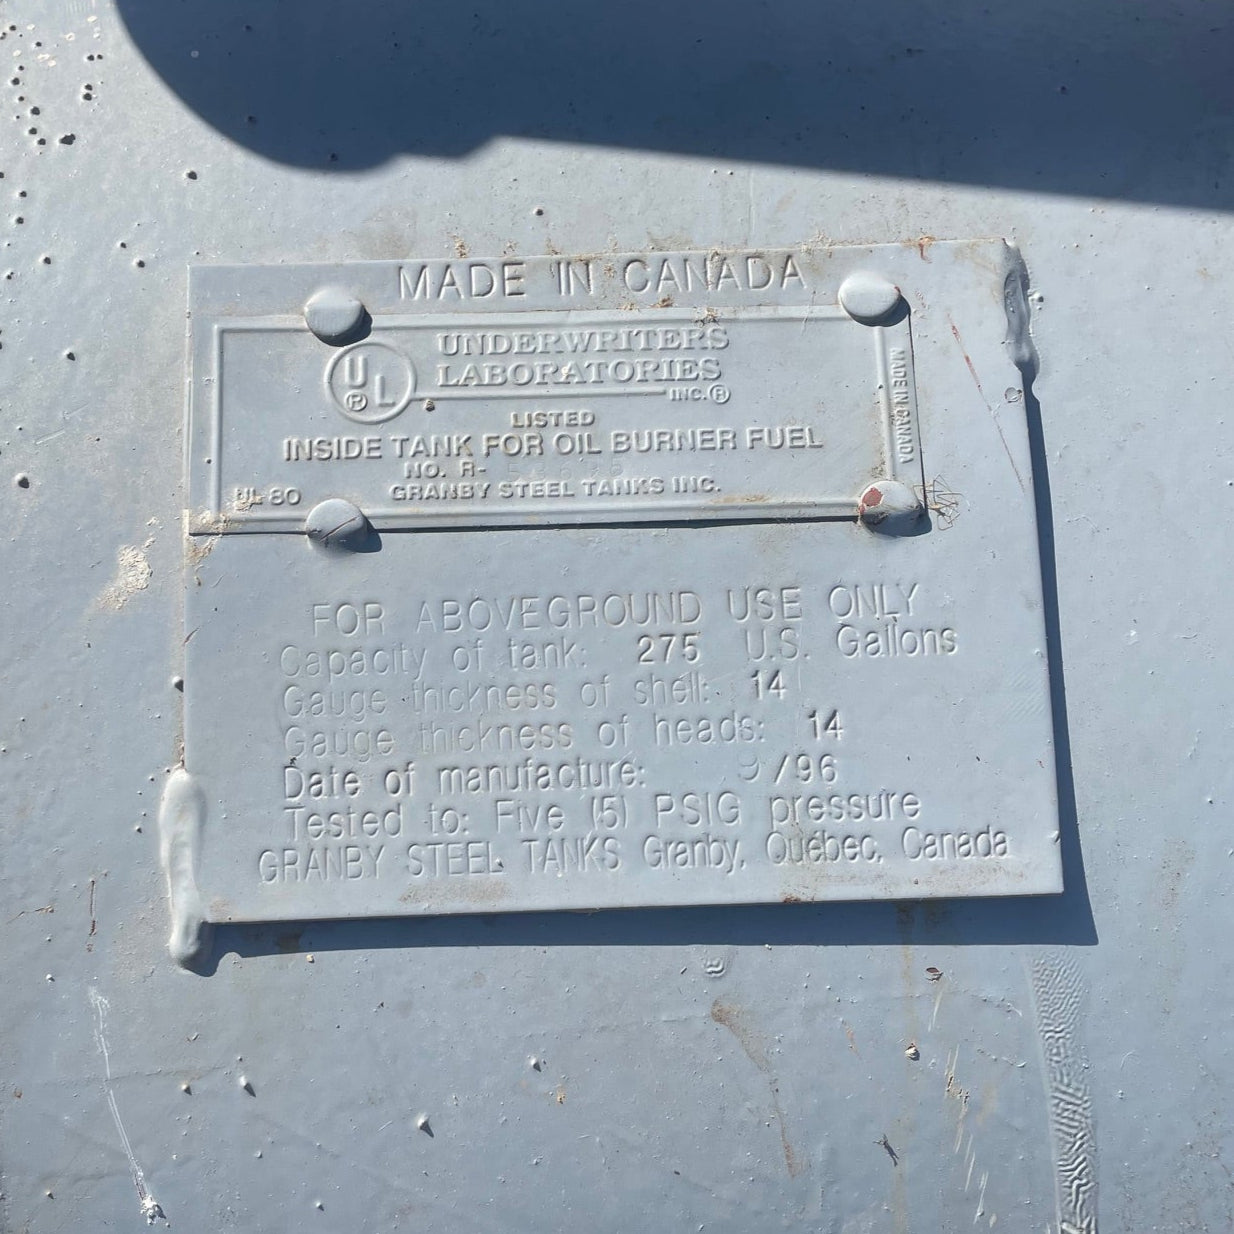 MADE IN CANADA
UL ®
UNDERWRITERS
LABORATORIES
INC.®
LISTED
INSIDE TANK FOR OIL BURNER FUEL
NO. R-
UL 80
GRANBY STEEL TANKS INC.
MADE IN CANADA
FOR ABOVEGROUND USE ONLY
Capacity of tank: 275 U.S. Gallons
Gauge thickness of shell: 14
Gauge thickness of heads: 14
Date of manufacture: 9/96
Tested to: Five (5) PSIG pressure
GRANBY STEEL TANKS Granby, Québec, Canada